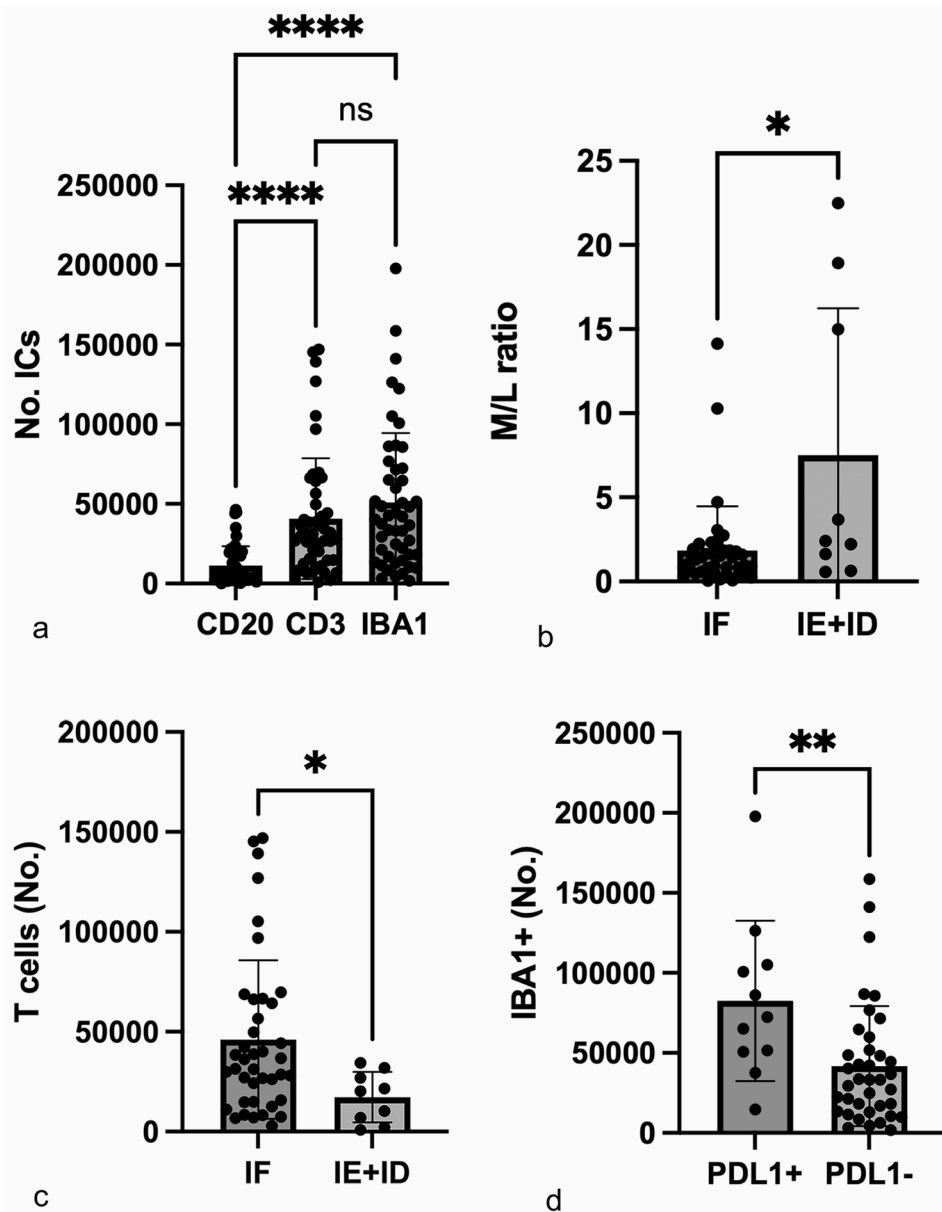 ****
ns
****
No. ICs
250000
200000
150000
100000
50000
0
CD20 CD3 IBA1
a
*
M/L ratio
25
20
15
10
5
0
IF IE+ID
b
*
T cells (No.)
200000
150000
100000
50000
0
IF IE+ID
c
**
IBA1+ (No.)
250000
200000
150000
100000
50000
0
PDL1+ PDL1-
d